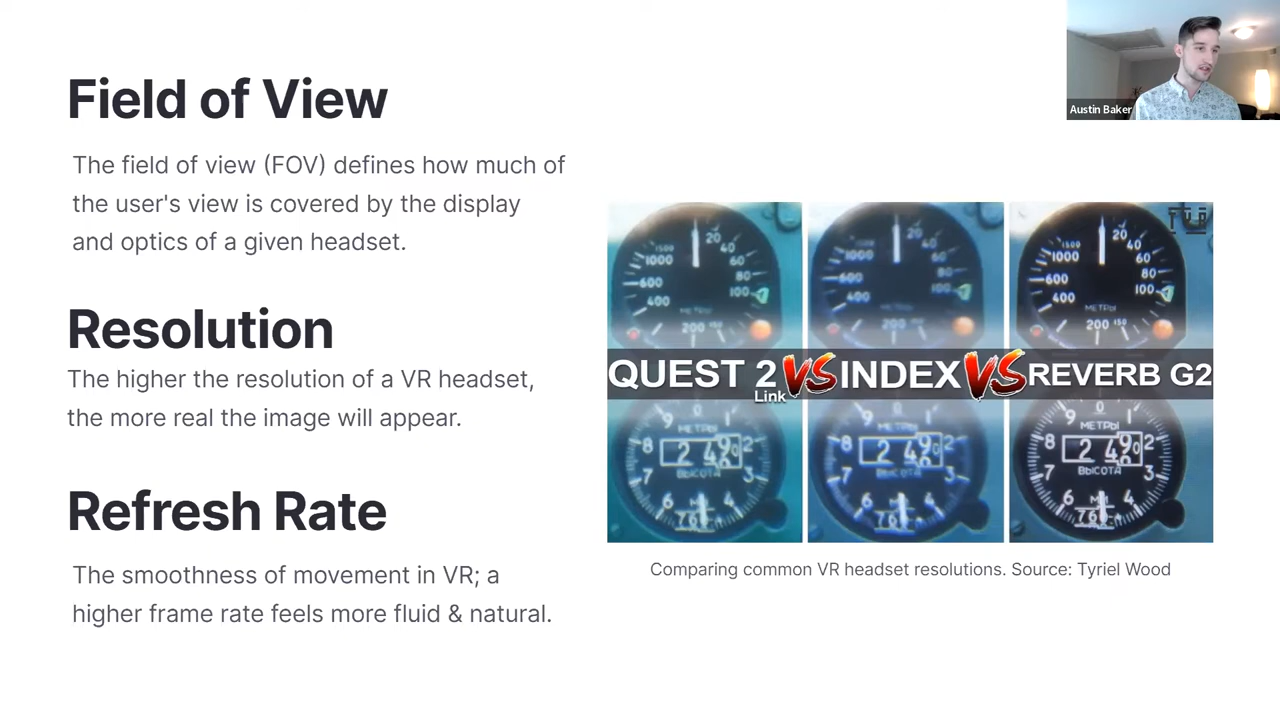 Austin Baker
Field of View
The field of view (FOV) defines how much of
the user's view is covered by the display
and optics of a given headset.
Resolution
The higher the resolution of a VR headset,
the more real the image will appear.
Refresh Rate
The smoothness of movement in VR; a
higher frame rate feels more fluid & natural.
QUEST 2 VS INDEX VS REVERB G2
Link
Comparing common VR headset resolutions. Source: Tyriel Wood